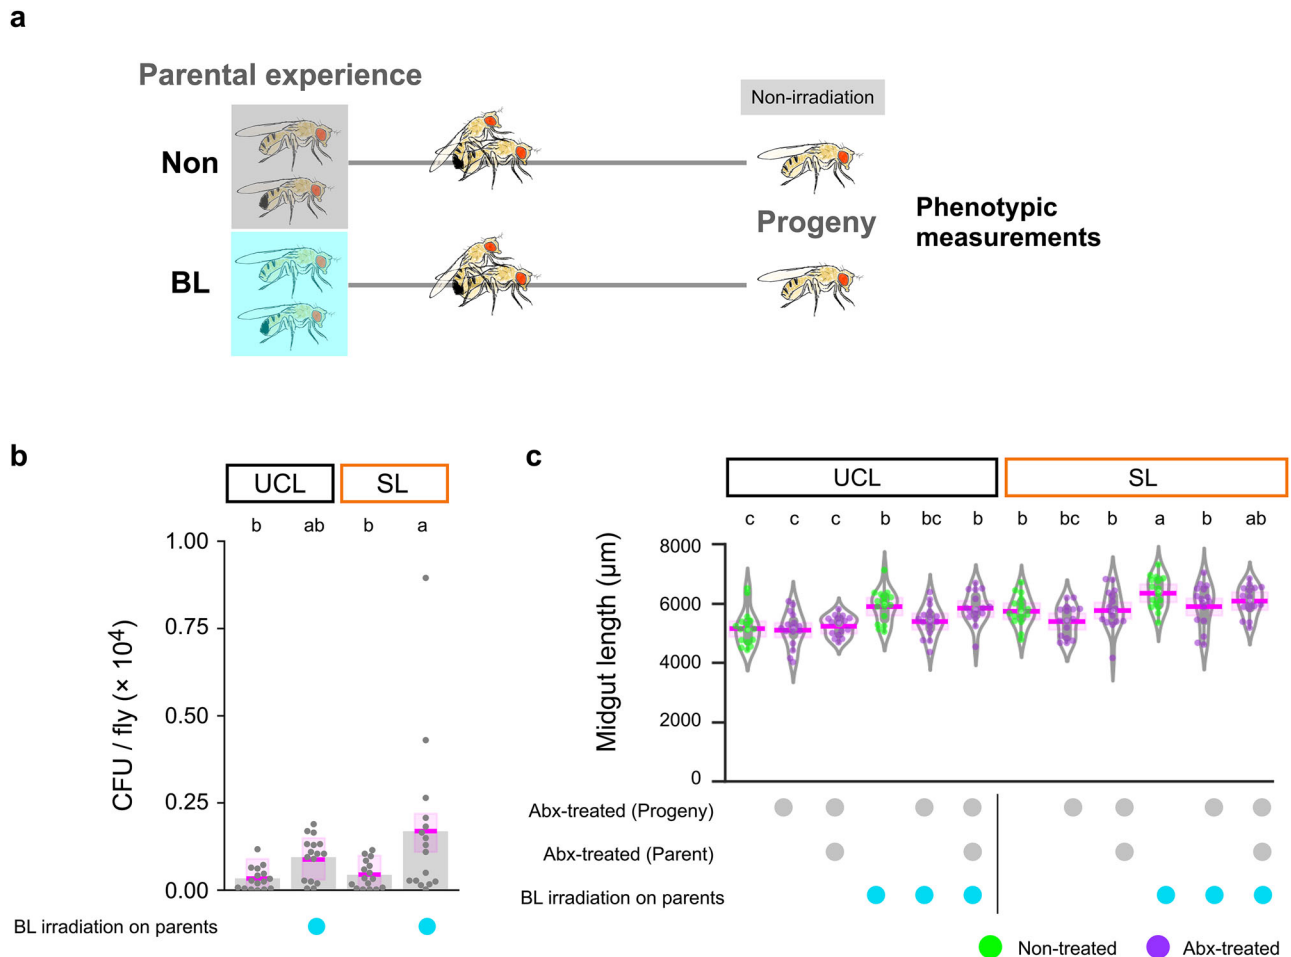 a
Parental experience
Non-irradiation
Non
Progeny
Phenotypic
measurements
BL
b
UCL
SL
b
ab
b
a
1.00
0.75
0.50
0.25
0.00
CFU / fly (× 10⁴)
BL irradiation on parents
c
UCL
SL
c c c b bc b b bc b a b ab
8000
6000
4000
2000
0
Midgut length (μm)
Abx-treated (Progeny)
Abx-treated (Parent)
BL irradiation on parents
Non-treated
Abx-treated